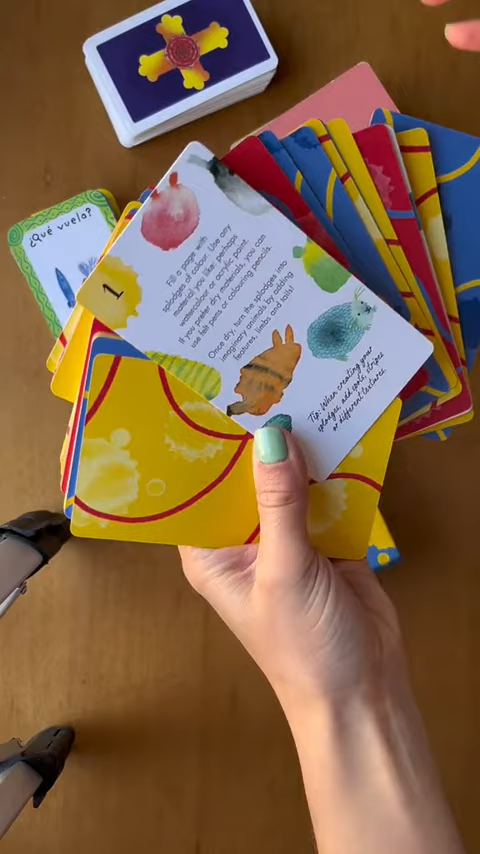 ¿Qué vuela?
1
Fill a page with
splodges of colour. Use any
material you like: perhaps
watercolour or acrylic paint.
If you prefer dry materials, you can
use felt pens or colouring pencils.
Once dry, turn the splodges into
imaginary animals by adding
features, limbs and tails!
Tip: When creating your
splodges, add spots, stripes
or different textures.